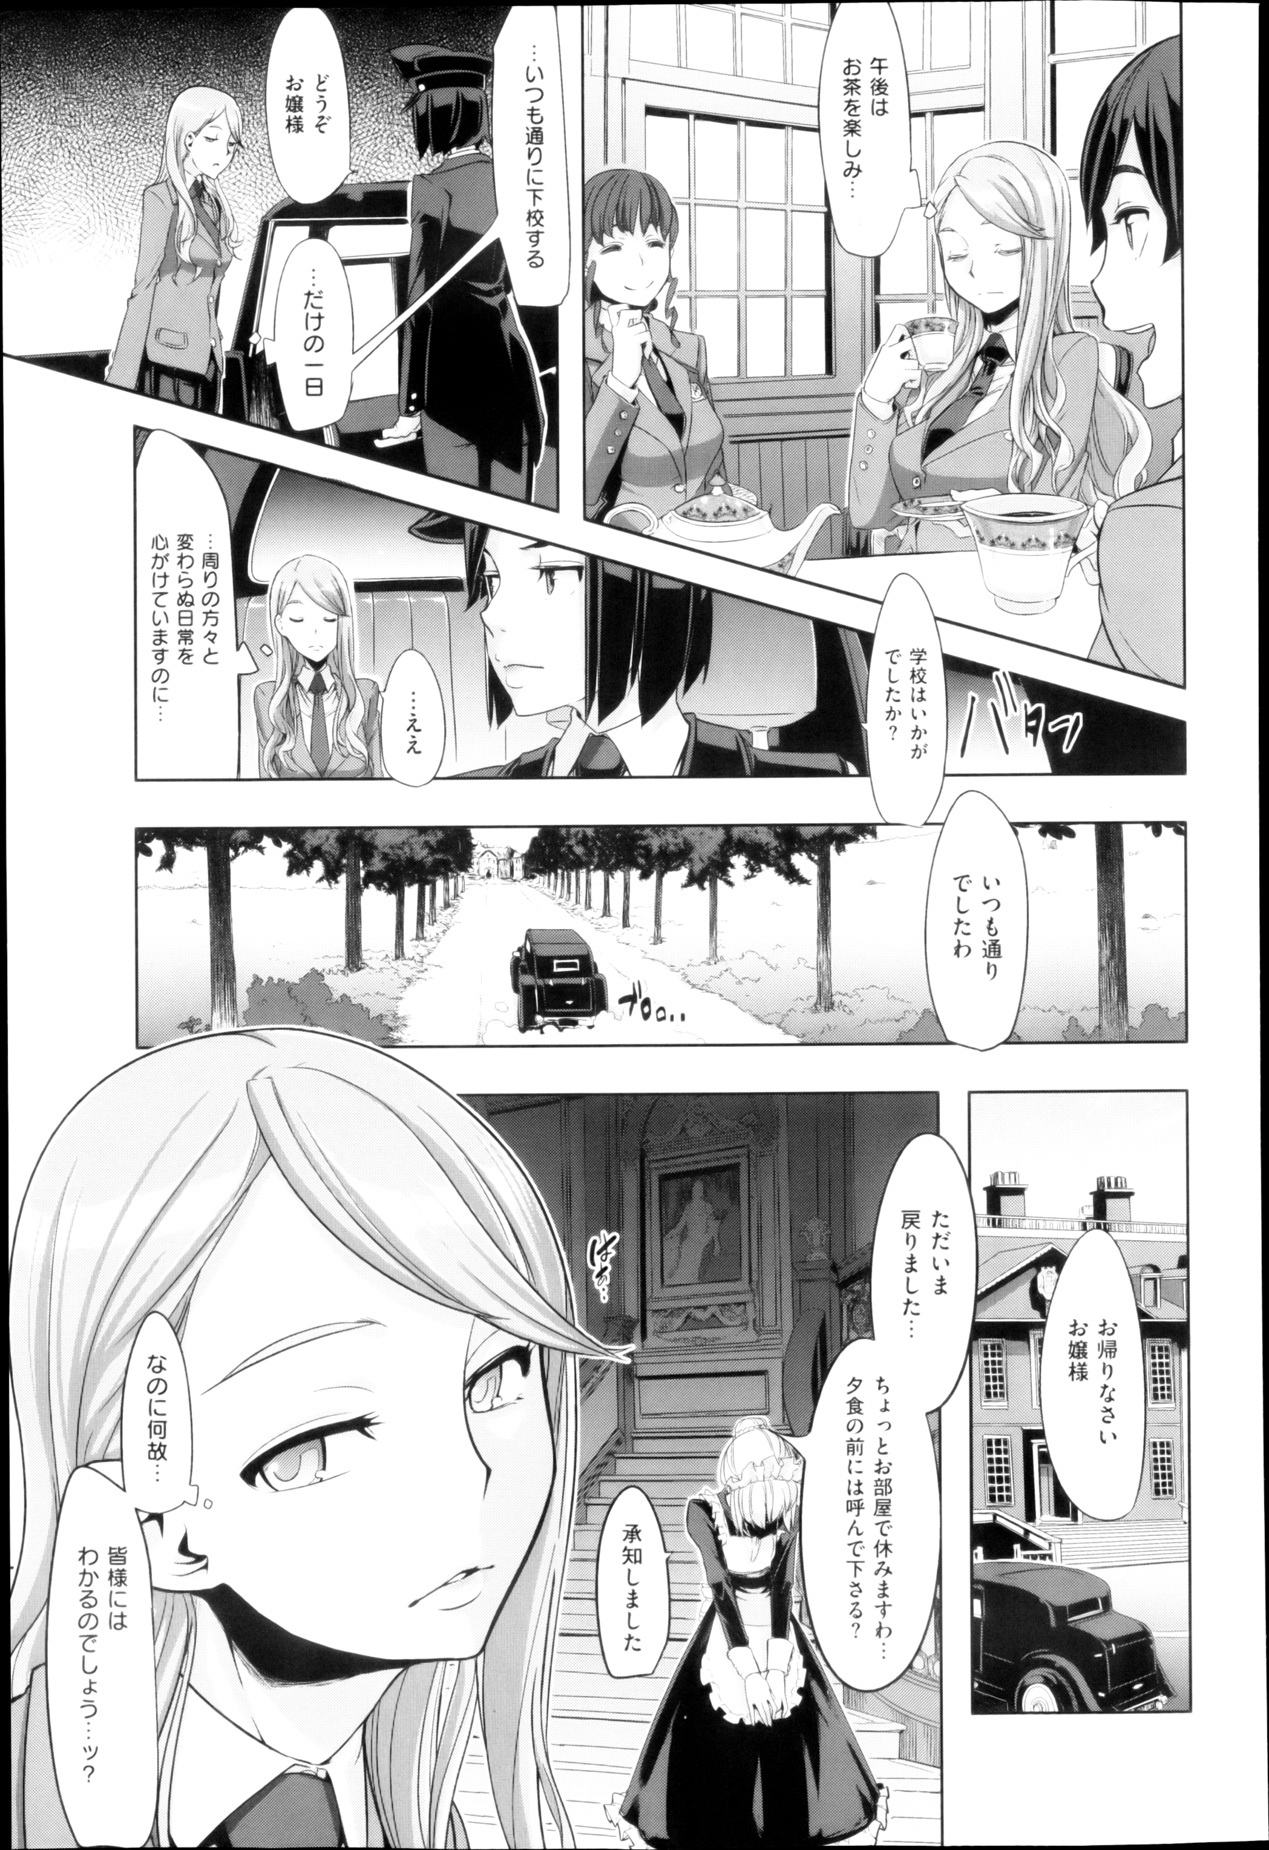 午後は
お茶を楽しみ…
…いつも通りに下校する
どうぞ
お嬢様
…だけの一日
バタッ
学校はいかが
でしたか?
…ええ
…周りの方々と
変わらぬ日常を
心がけていますのに…
いつも通り
でしたわ
ブロロ..
お帰りなさい
お嬢様
ただいま
戻りました…
ちょっとお部屋で休みますわ…
夕食の前には呼んで下さる?
承知しました
はぁ…
なのに何故…
皆様には
わかるのでしょう…ッ?